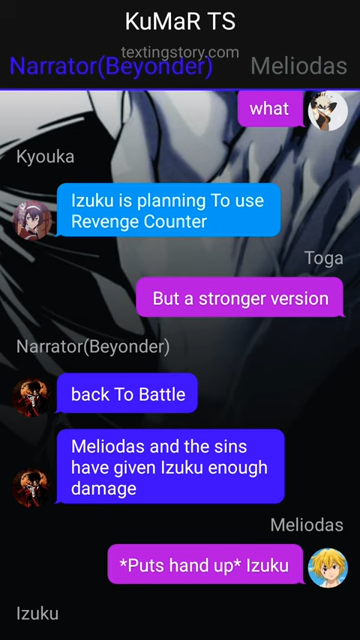 KuMaR TS
textingstory.com
Narrator(Beyonder)
Meliodas
what
Kyouka
Izuku is planning To use
Revenge Counter
Toga
But a stronger version
Narrator(Beyonder)
back To Battle
Meliodas and the sins
have given Izuku enough
damage
Meliodas
*Puts hand up* Izuku
Izuku